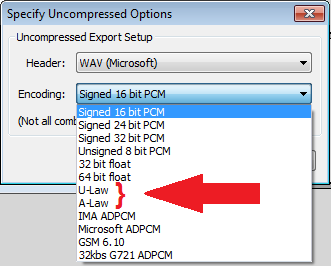 Specify Uncompressed Options
Uncompressed Export Setup
Header: WAV (Microsoft)
Encoding: Signed 16 bit PCM
(Not all comb
Signed 16 bit PCM
Signed 24 bit PCM
Signed 32 bit PCM
Unsigned 8 bit PCM
32 bit float
64 bit float
U-Law
A-Law
IMA ADPCM
Microsoft ADPCM
GSM 6.10
32kbs G721 ADPCM